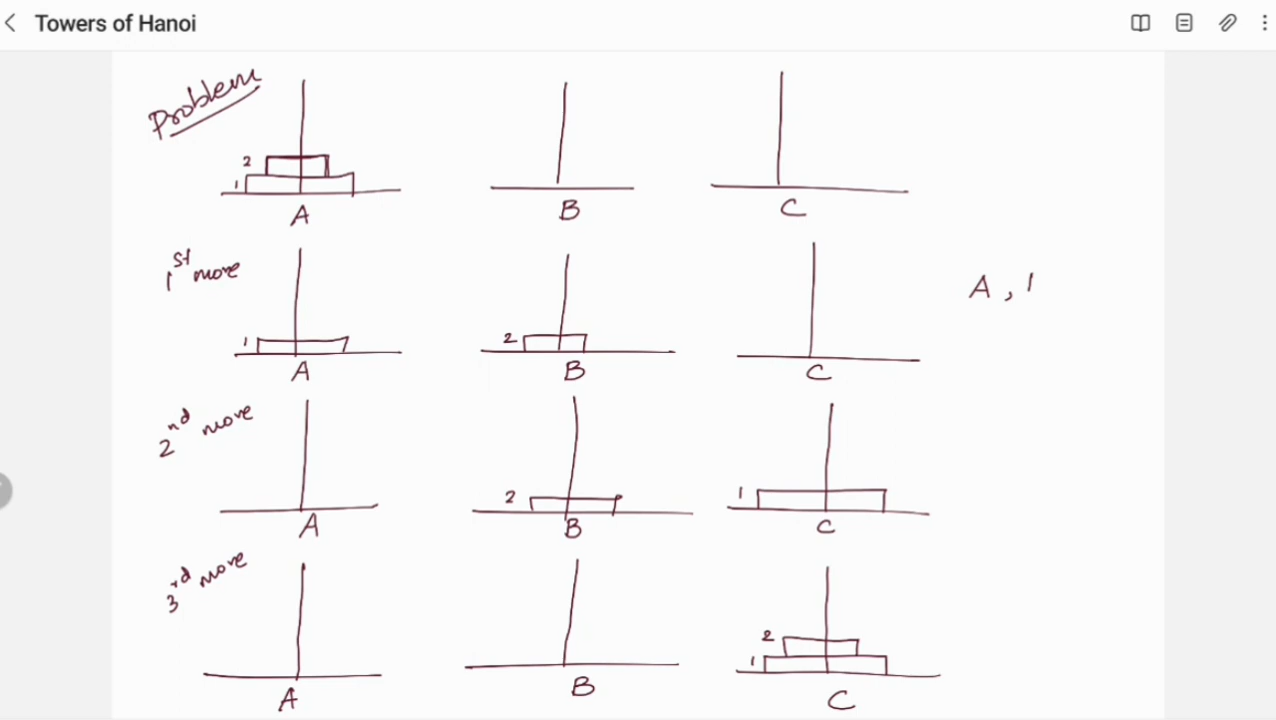 Towers of Hanoi
Problem
2
1
A B C
1st move
A , 1
1 2
A B C
2nd move
2 1
A B C
3rd move
2
1
A B C